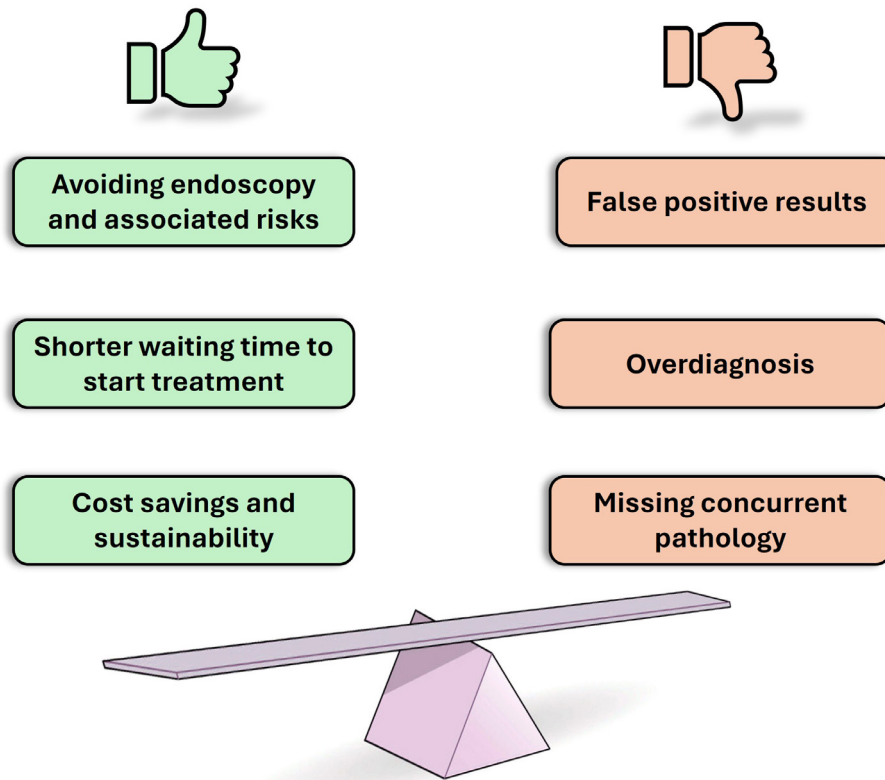 Avoiding endoscopy
and associated risks
Shorter waiting time to
start treatment
Cost savings and
sustainability
False positive results
Overdiagnosis
Missing concurrent
pathology